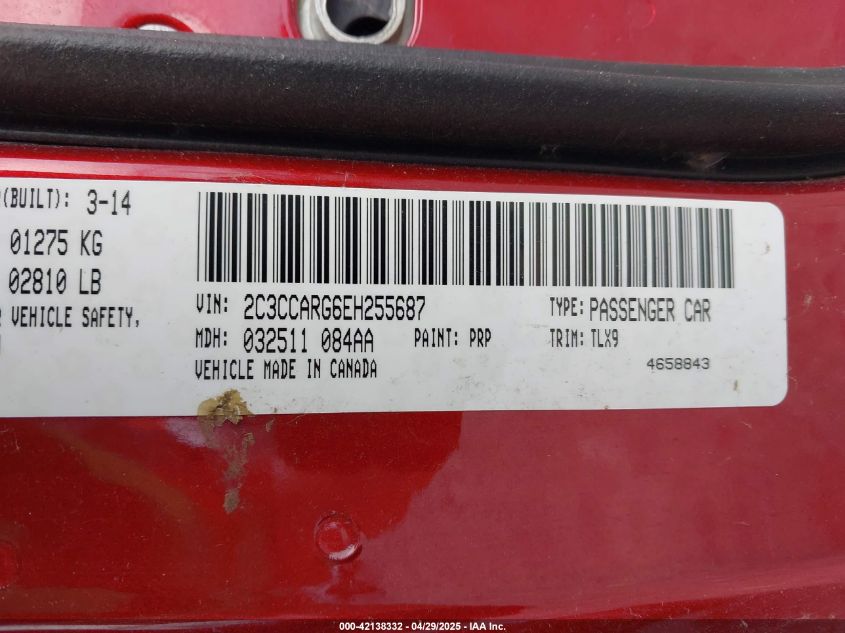 (BUILT): 3-14
01275 KG
02810 LB
VEHICLE SAFETY,
VIN: 2C3CCARG6EH255687 TYPE: PASSENGER CAR
MDH: 032511 084AA PAINT: PRP TRIM: TLX9
VEHICLE MADE IN CANADA 4658843
000-42138332 - 04/29/2025 - IAA Inc.